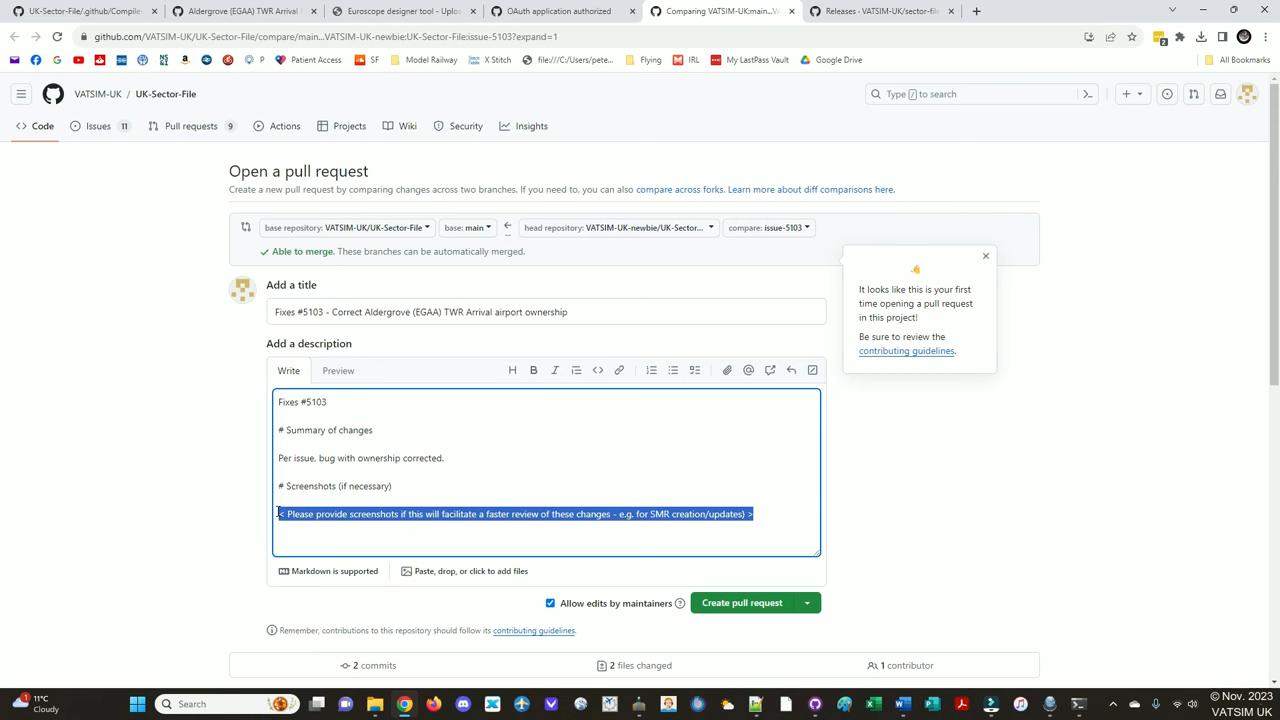 UK-Sector-File/.github/Compile
Aldergrove (EGAA) TWR Arrival
Euroscope designer tool - Uploa
OAuth application authorized
Comparing VATSIM-UK:main...V
Releases · VATSIM-UK/sector-fil
github.com/VATSIM-UK/UK-Sector-File/compare/main...VATSIM-UK-newbie:UK-Sector-File:issue-5103?expand=1
P
Patient Access
SF
Model Railway
X Stitch
file:///C:/Users/pete...
Flying
IRL
My LastPass Vault
Google Drive
All Bookmarks
VATSIM-UK / UK-Sector-File
Type / to search
Code
Issues 11
Pull requests 9
Actions
Projects
Wiki
Security
Insights
Open a pull request
Create a new pull request by comparing changes across two branches. If you need to, you can also compare across forks. Learn more about diff comparisons here.
base repository: VATSIM-UK/UK-Sector-File
base: main
head repository: VATSIM-UK-newbie/UK-Sector...
compare: issue-5103
Able to merge. These branches can be automatically merged.
It looks like this is your first
time opening a pull request
in this project!
Be sure to review the
contributing guidelines.
Add a title
Fixes #5103 - Correct Aldergrove (EGAA) TWR Arrival airport ownership
Add a description
Write
Preview
Fixes #5103
# Summary of changes
Per issue, bug with ownership corrected.
# Screenshots (if necessary)
< Please provide screenshots if this will facilitate a faster review of these changes - e.g. for SMR creation/updates) >
Markdown is supported
Paste, drop, or click to add files
Allow edits by maintainers
Create pull request
Remember, contributions to this repository should follow its contributing guidelines.
2 commits
2 files changed
1 contributor
11°C
Cloudy
Search
© Nov. 2023
VATSIM UK